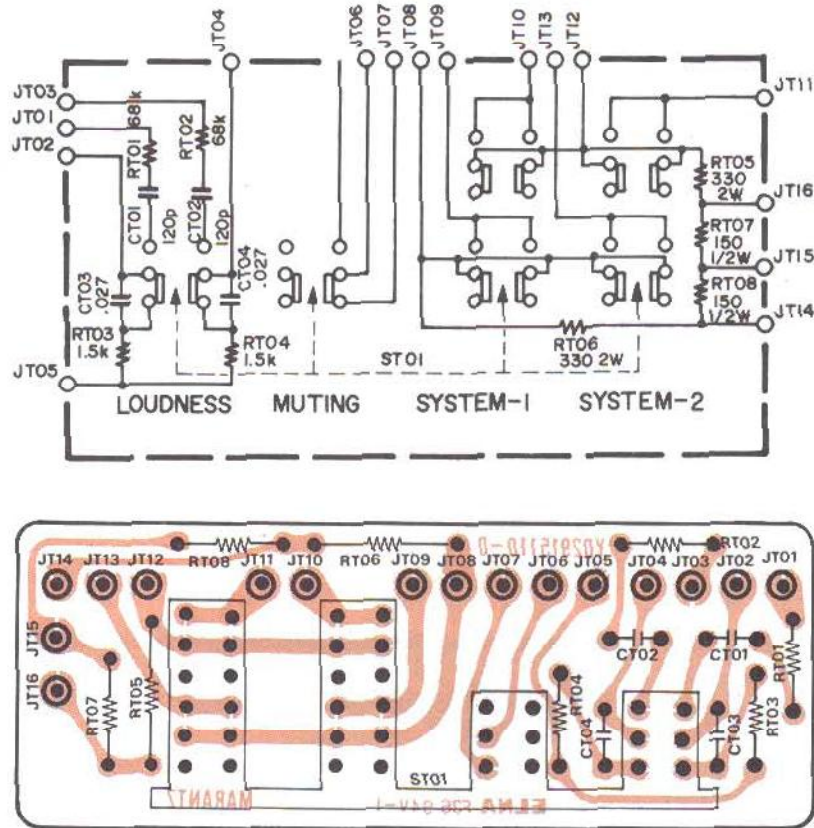 JT04
JT06
JT07
JT08
JT09
JT10
JT13
JT12
JT03
JT01
JT02
JT11
68k
RT01
RT02
68k
CT01
120p
CT02
120p
CT03
.027
CT04
.027
RT05
330
2W
JT16
RT07
150
1/2W
JT15
RT08
150
1/2W
JT14
RT03
1.5k
RT04
1.5k
ST01
RT06
330 2W
JT05
LOUDNESS MUTING SYSTEM-1 SYSTEM-2
YD2915110-0
RT08
RT06
RT02
JT14 JT13 JT12 JT11 JT10 JT09 JT08 JT07 JT06 JT05 JT04 JT03 JT02 JT01
JT15
JT16
CT02
CT01
RT01
RT07
RT05
RT04
CT04
CT03
RT03
ST01
MARANTZ
ELNA